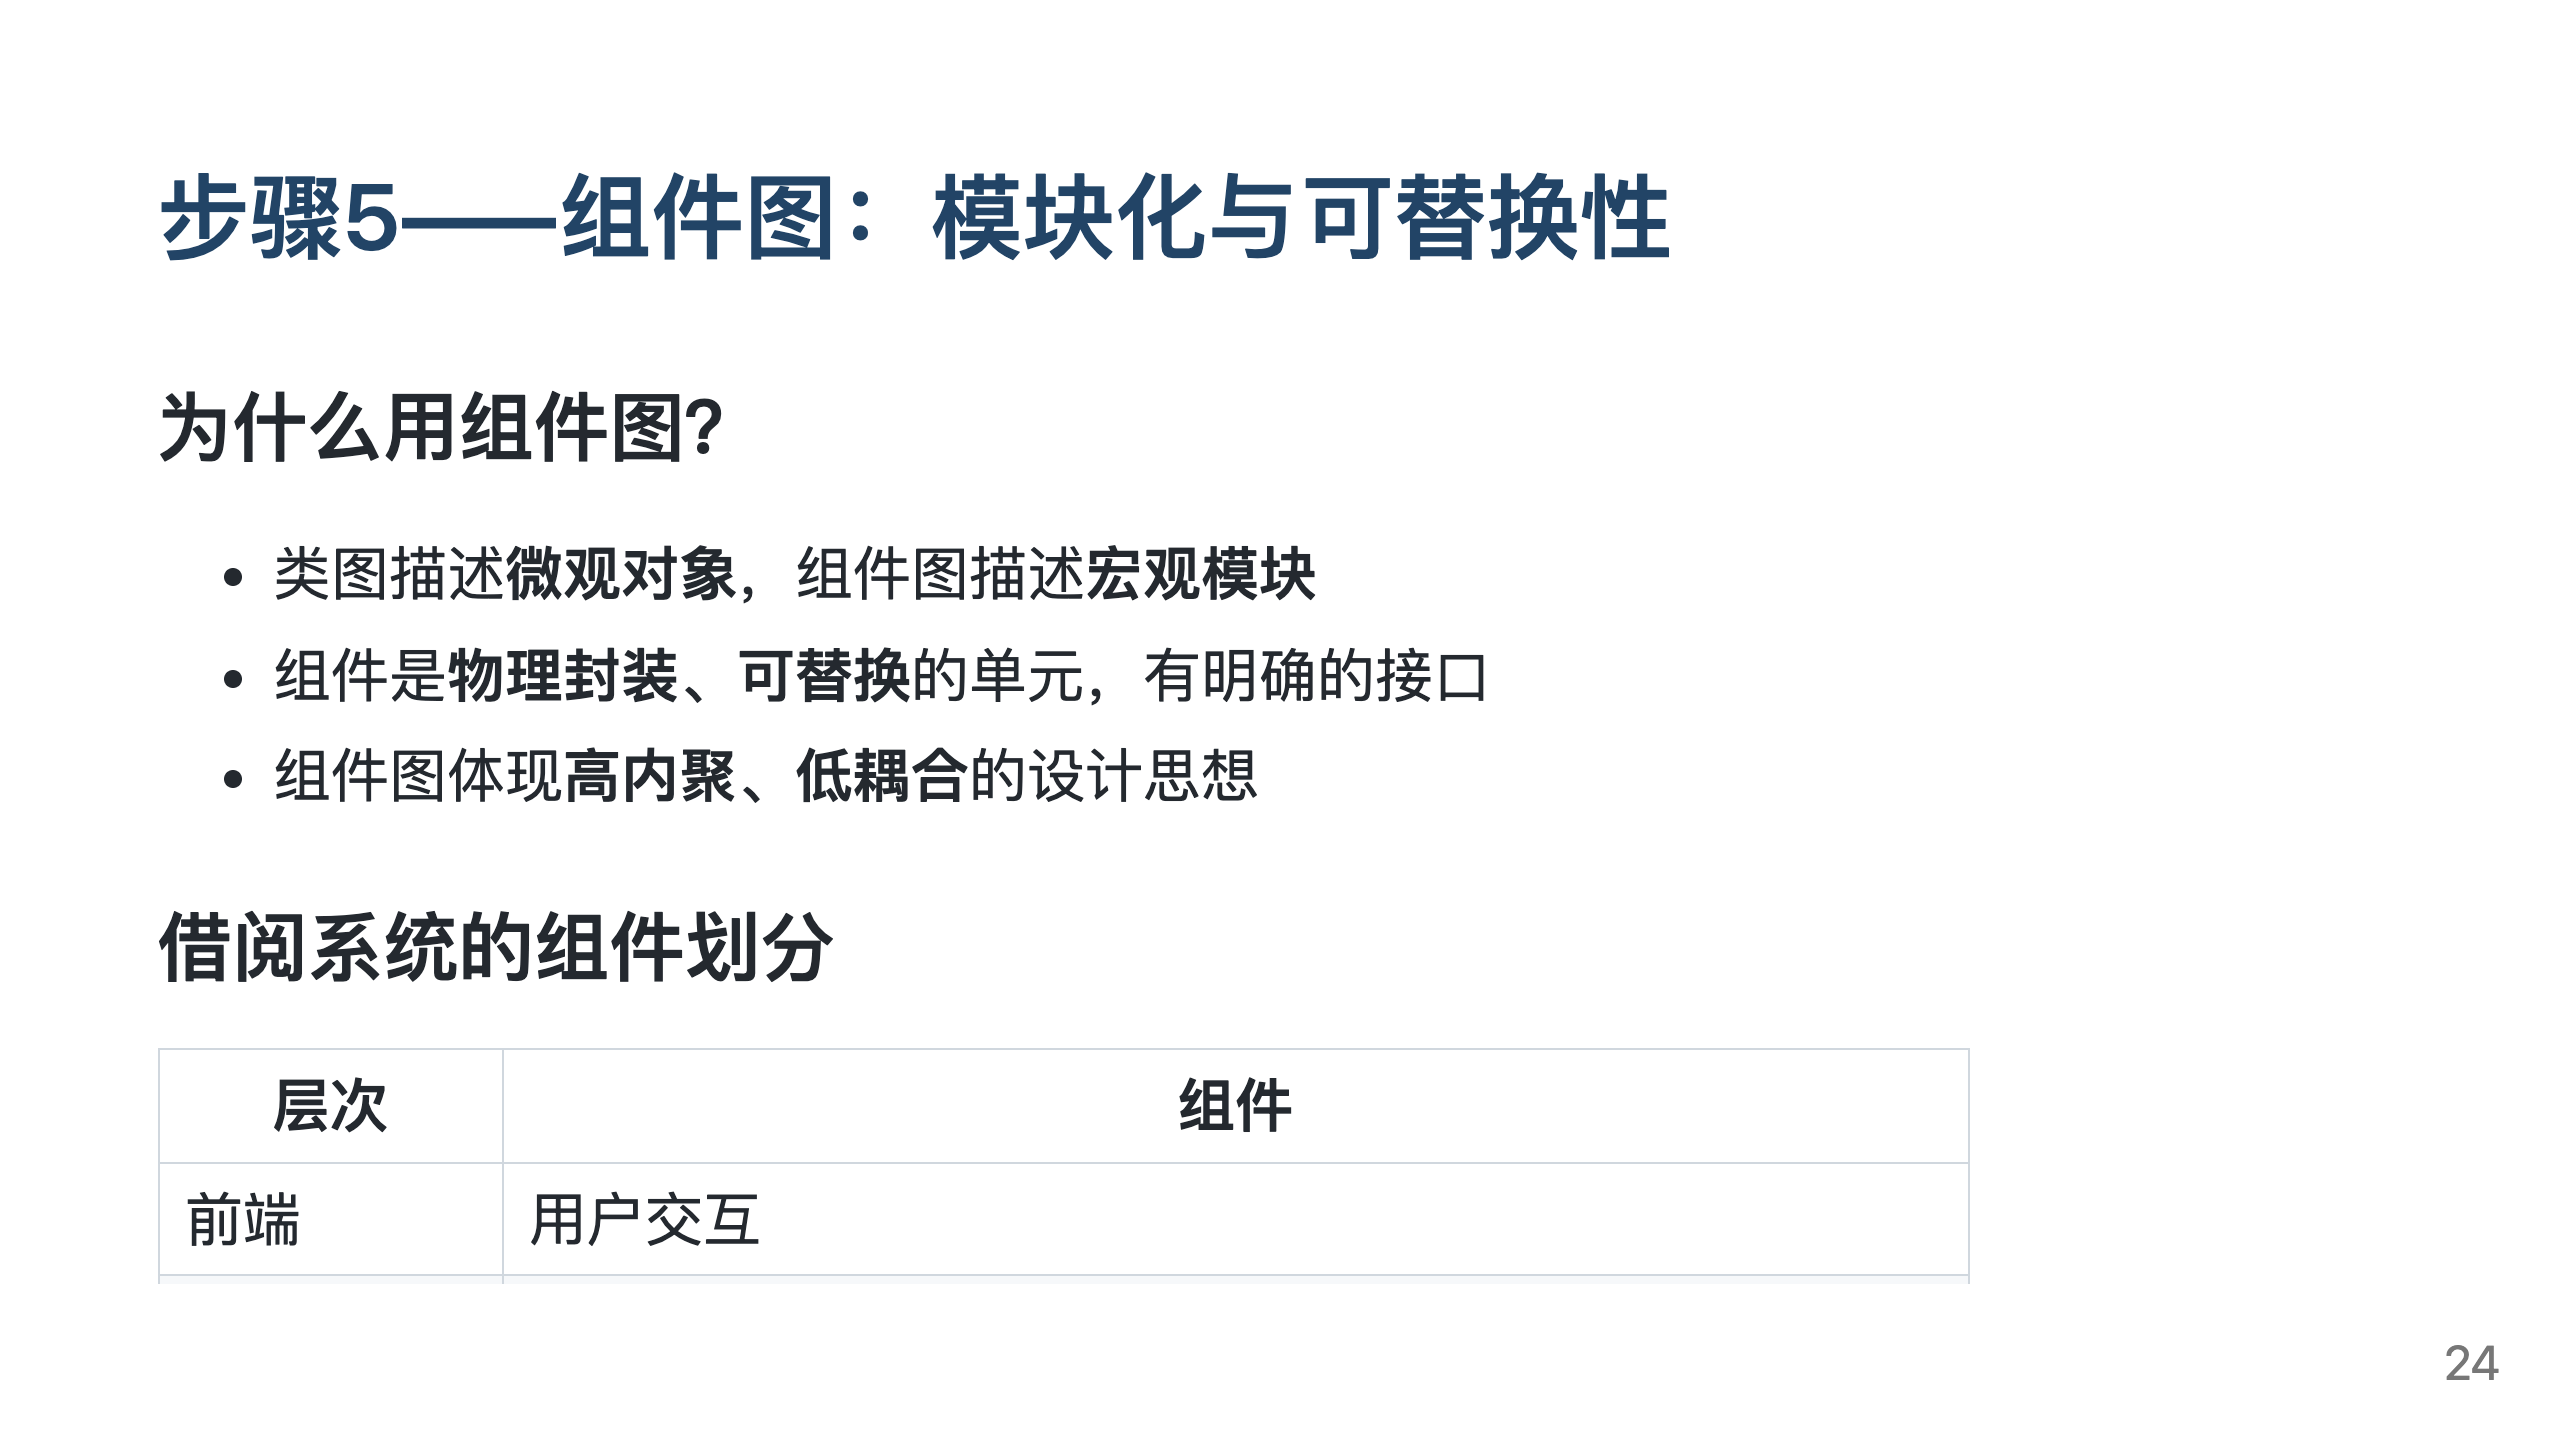 步骤5——组件图：模块化与可替换性
为什么用组件图？
类图描述微观对象，组件图描述宏观模块
组件是物理封装、可替换的单元，有明确的接口
组件图体现高内聚、低耦合的设计思想
借阅系统的组件划分
层次 组件
前端 用户交互
24